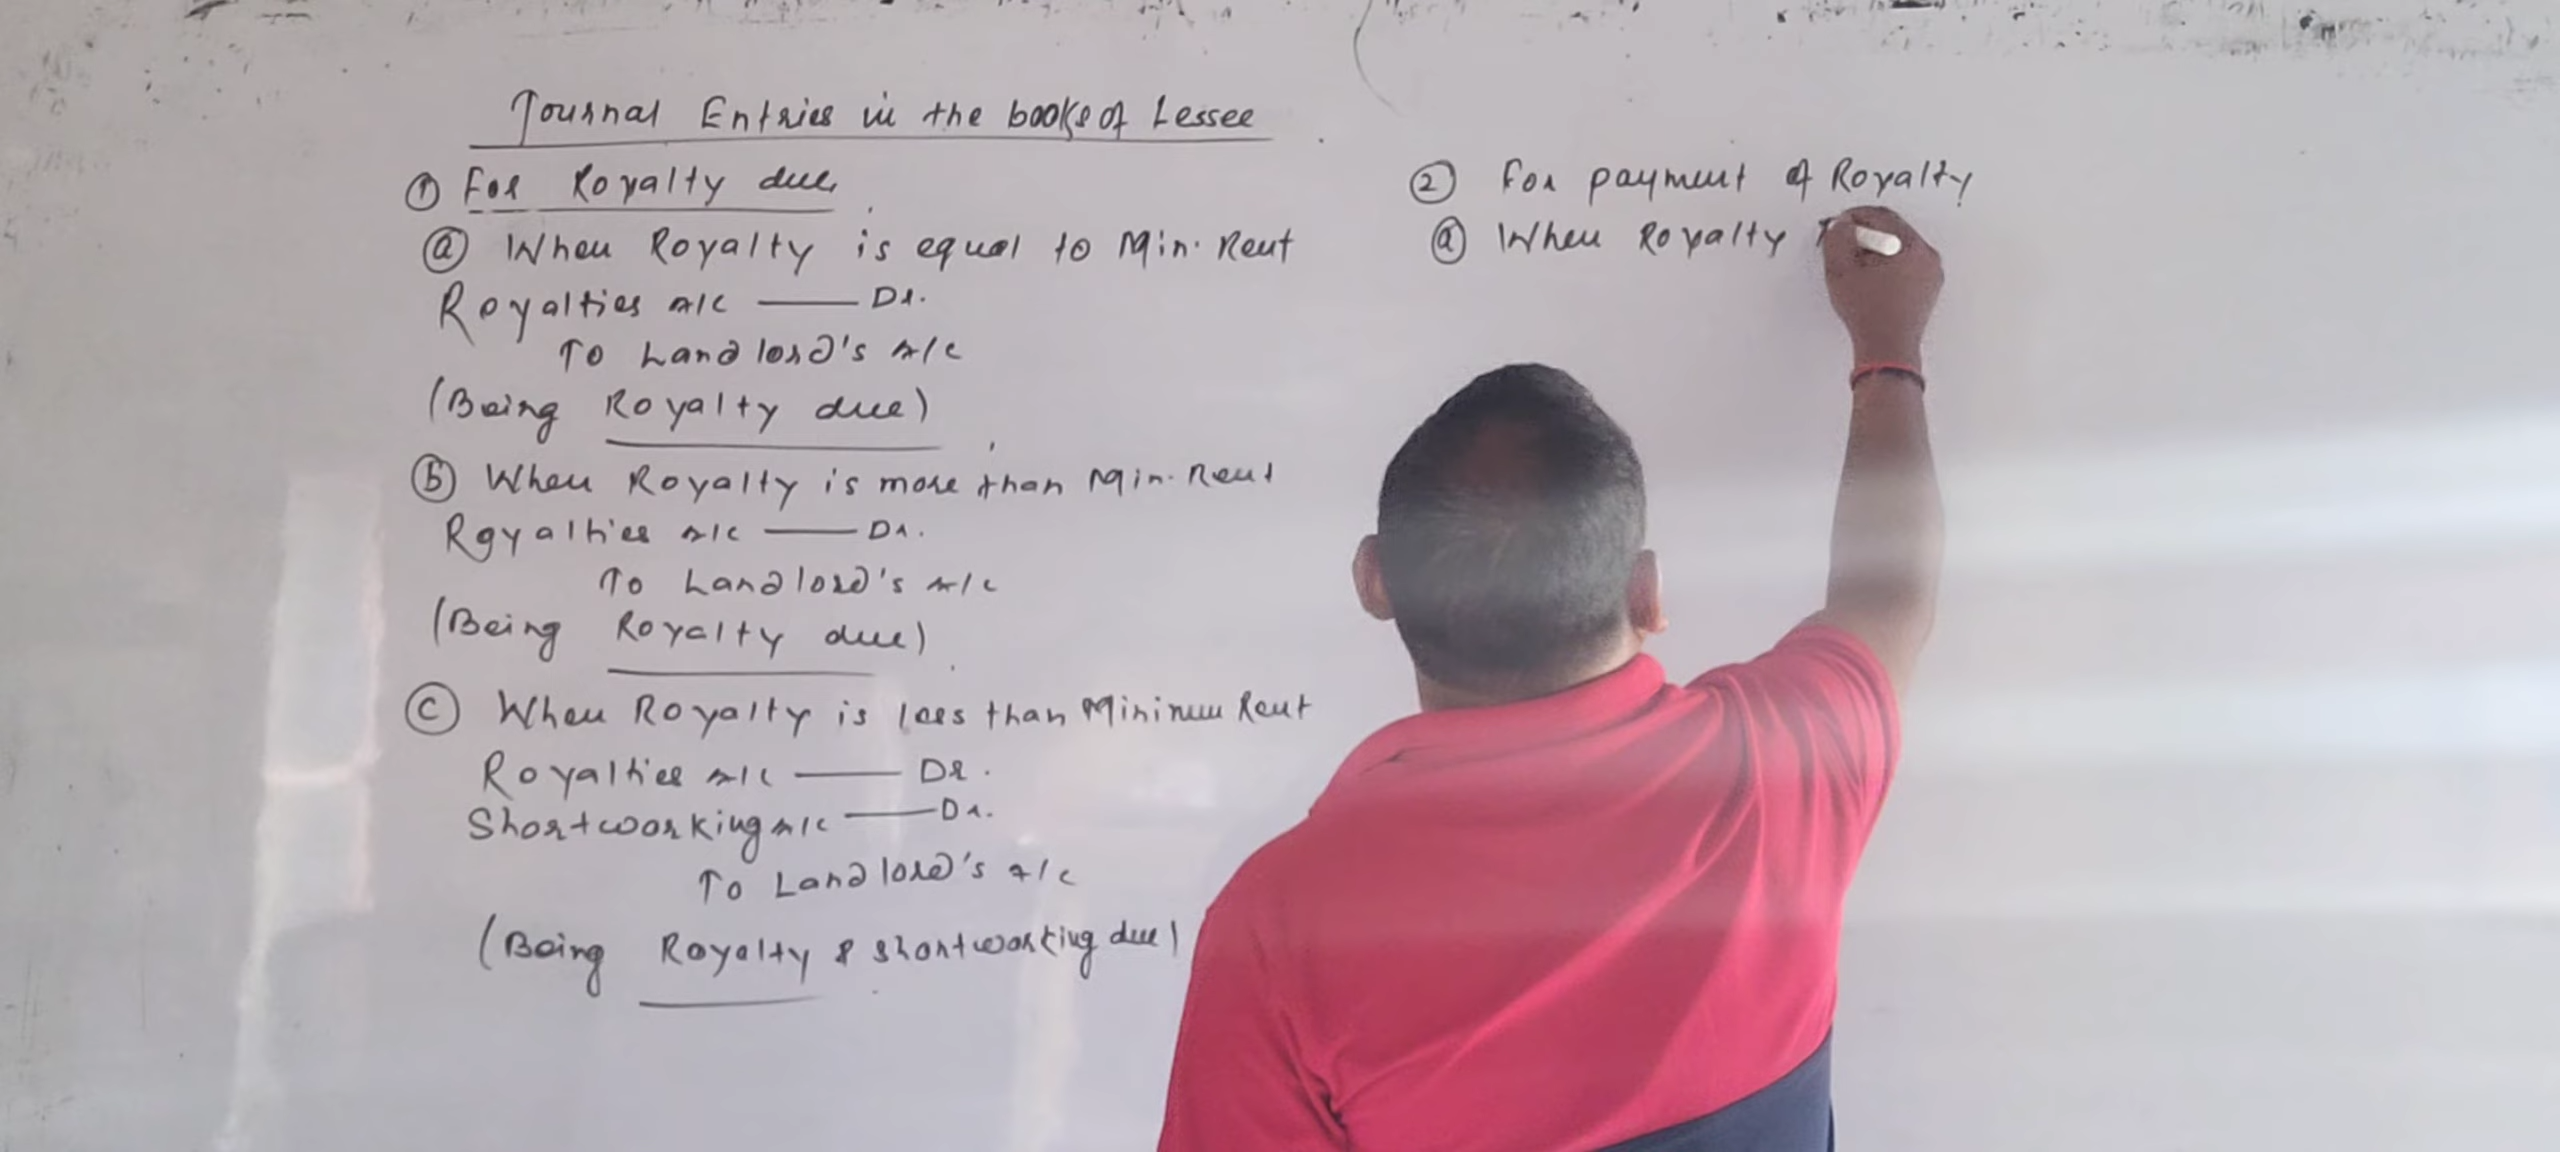 Journal Entries in the books of Lessee
① For Royalty due
ⓐ When Royalty is equal to Min. Rent
Royalties A/c —— Dr.
To Landlord's A/c
(Being Royalty due)
ⓑ When Royalty is more than Min. Rent
Royalties A/c —— Dr.
To Landlord's A/c
(Being Royalty due)
ⓒ When Royalty is less than Minimum Rent
Royalties A/c —— Dr.
Shortworking A/c —— Dr.
To Landlord's A/c
(Being Royalty & shortworking due)
② For payment of Royalty
ⓐ When Royalty